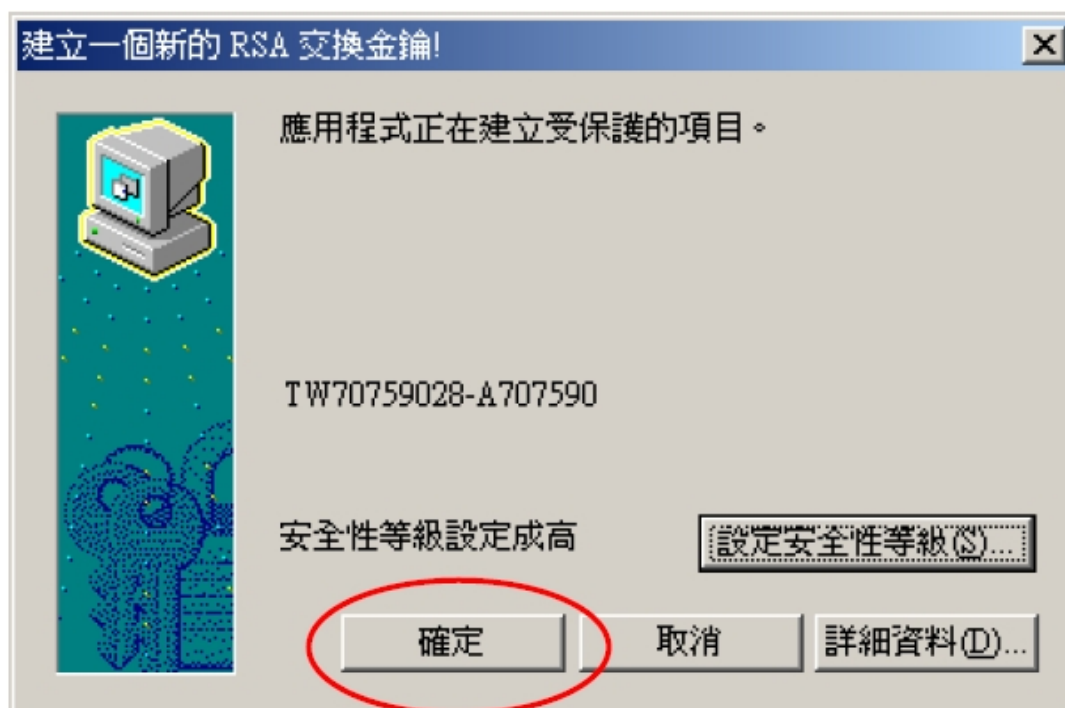 建立一個新的 RSA 交換金鑰!
應用程式正在建立受保護的項目。
TW70759028-A707590
安全性等級設定成高
設定安全性等級(S)...
確定
取消
詳細資料(D)...